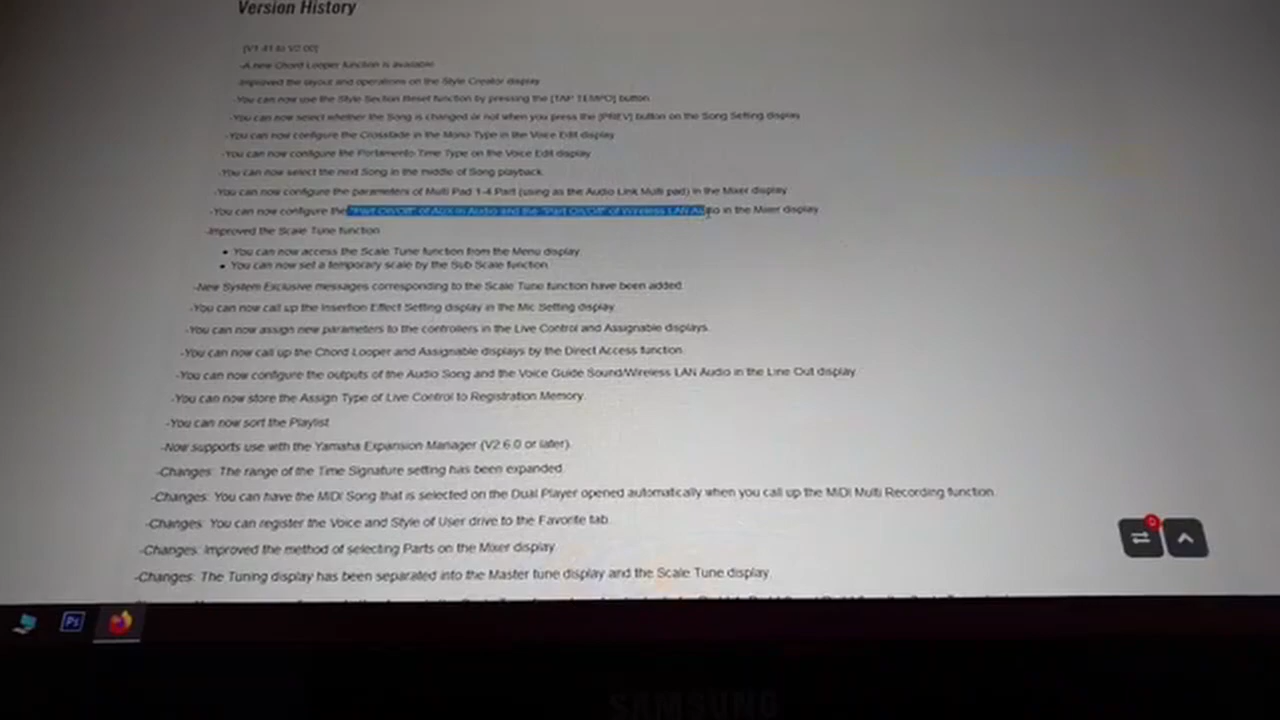 Version History
[V1.41 to V2.00]
-A new Chord Looper function is available.
-Improved the layout and operations on the Style Creator display.
-You can now use the Style Section Reset function by pressing the [TAP TEMPO] button.
-You can now select whether the Song is changed or not when you press the [PREV] button on the Song Setting display.
-You can now configure the Crossfade in the Mono Type in the Voice Edit display.
-You can now configure the Portamento Time Type on the Voice Edit display.
-You can now select the next Song in the middle of Song playback.
-You can now configure the parameters of Multi Pad 1-4 Part (using as the Audio Link Multi pad) in the Mixer display.
-You can now configure the "Part On/Off" of AUX In Audio and the "Part On/Off" of Wireless LAN Audio in the Mixer display.
-Improved the Scale Tune function.
• You can now access the Scale Tune function from the Menu display.
• You can now set a temporary scale by the Sub Scale function.
-New System Exclusive messages corresponding to the Scale Tune function have been added.
-You can now call up the Insertion Effect Setting display in the Mic Setting display.
-You can now assign new parameters to the controllers in the Live Control and Assignable displays.
-You can now call up the Chord Looper and Assignable displays by the Direct Access function.
-You can now configure the outputs of the Audio Song and the Voice Guide Sound/Wireless LAN Audio in the Line Out display.
-You can now store the Assign Type of Live Control to Registration Memory.
-You can now sort the Playlist.
-Now supports use with the Yamaha Expansion Manager (V2.6.0 or later).
-Changes: The range of the Time Signature setting has been expanded.
-Changes: You can have the MIDI Song that is selected on the Dual Player opened automatically when you call up the MIDI Multi Recording function.
-Changes: You can register the Voice and Style of User drive to the Favorite tab.
-Changes: Improved the method of selecting Parts on the Mixer display.
-Changes: The Tuning display has been separated into the Master tune display and the Scale Tune display.
0
Ps
SAMSUNG